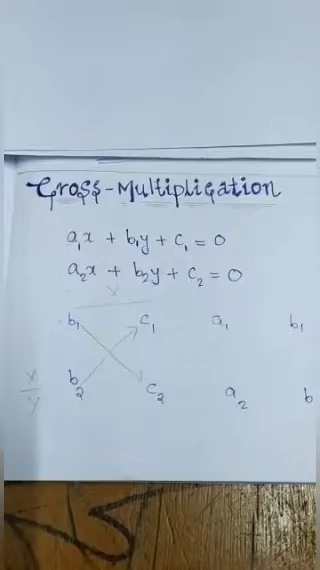 Cross-Multiplication
a₁x + b₁y + c₁ = 0
a₂x + b₂y + c₂ = 0
x
b₁ c₁ a₁ b₁
b₂ c₂ a₂ b
x
y